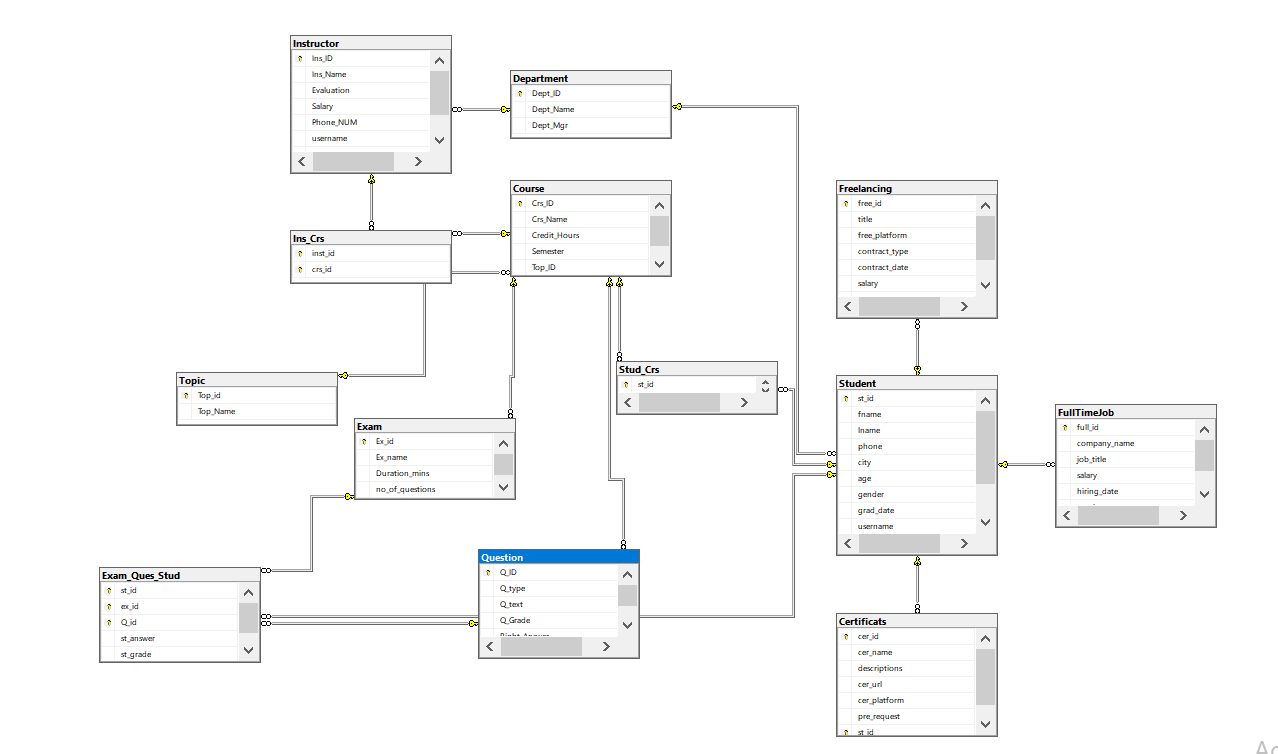 Instructor
Ins_ID
Ins_Name
Evaluation
Salary
Phone_NUM
username
Department
Dept_ID
Dept_Name
Dept_Mgr
Course
Crs_ID
Crs_Name
Credit_Hours
Semester
Top_ID
Freelancing
free_id
title
free_platform
contract_type
contract_date
salary
Ins_Crs
inst_id
crs_id
Stud_Crs
st_id
Topic
Top_id
Top_Name
Student
st_id
fname
lname
phone
city
age
gender
grad_date
username
FullTimeJob
full_id
company_name
job_title
salary
hiring_date
Exam
Ex_id
Ex_name
Duration_mins
no_of_questions
Question
Q_ID
Q_type
Q_text
Q_Grade
Exam_Ques_Stud
st_id
ex_id
Q_id
st_answer
st_grade
Certificats
cer_id
cer_name
descriptions
cer_url
cer_platform
pre_request
st_id